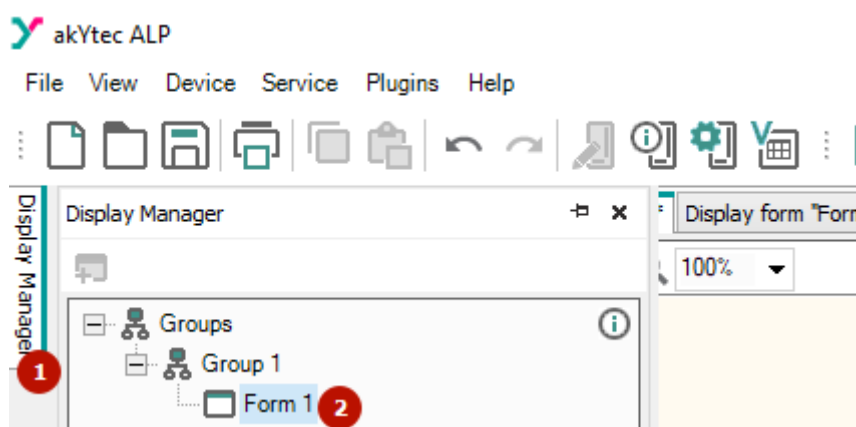 akYtec ALP
File View Device Service Plugins Help
Display Manager
Display Manager
Display form "Form
100%
Groups
Group 1
1
Form 1
2